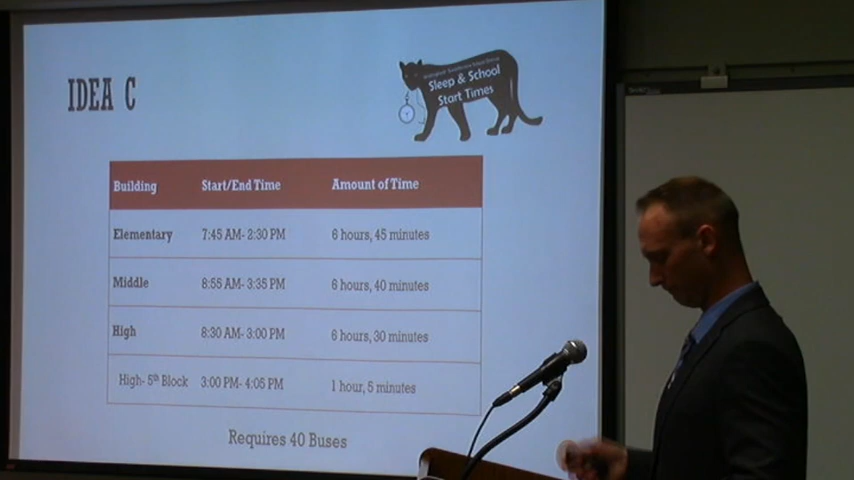 IDEA C
Sleep & School
Start Times
Building Start/End Time Amount of Time
Elementary 7:45 AM- 2:30 PM 6 hours, 45 minutes
Middle 8:55 AM- 3:35 PM 6 hours, 40 minutes
High 8:30 AM- 3:00 PM 6 hours, 30 minutes
High- 5th Block 3:00 PM- 4:05 PM 1 hour, 5 minutes
Requires 40 Buses